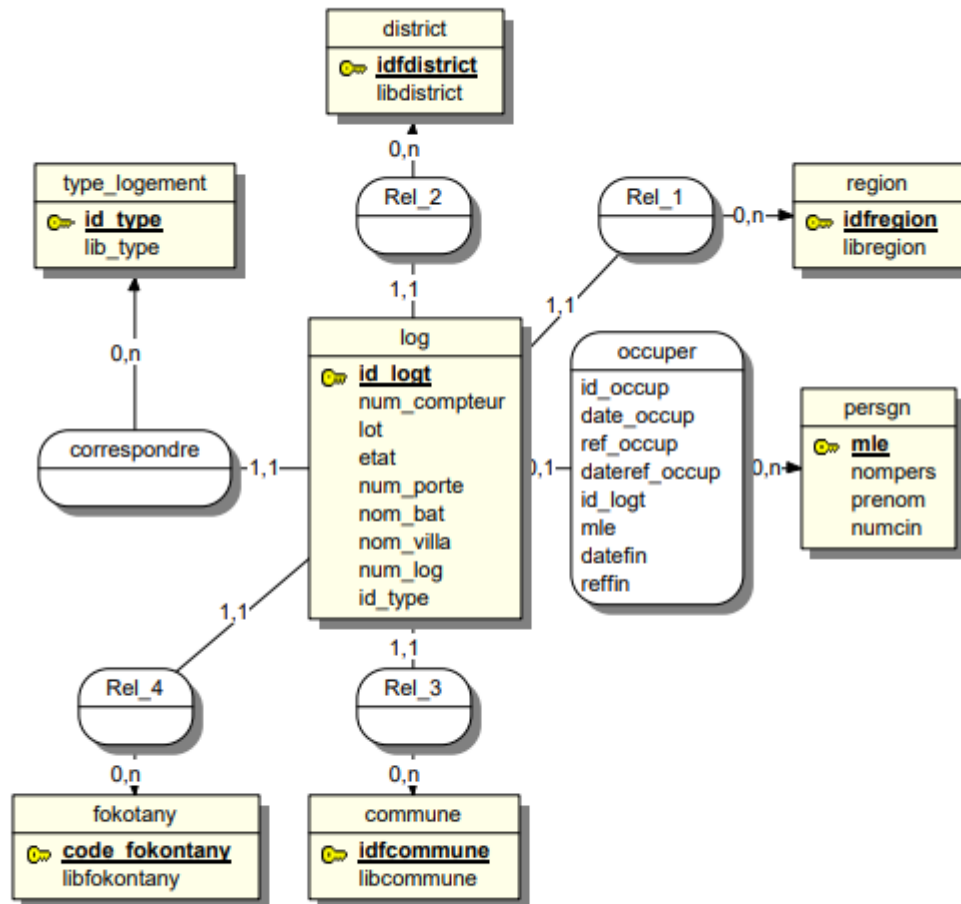 district
idfdistrict
libdistrict
0,n
Rel_2
1,1
type_logement
id_type
lib_type
0,n
correspondre
1,1
Rel_1
0,n
1,1
region
idfregion
libregion
log
id_logt
num_compteur
lot
etat
num_porte
nom_bat
nom_villa
num_log
id_type
0,1
occuper
id_occup
date_occup
ref_occup
dateref_occup
id_logt
mle
datefin
reffin
0,n
persgn
mle
nompers
prenom
numcin
1,1
Rel_4
0,n
fokotany
code_fokontany
libfokontany
1,1
Rel_3
0,n
commune
idfcommune
libcommune